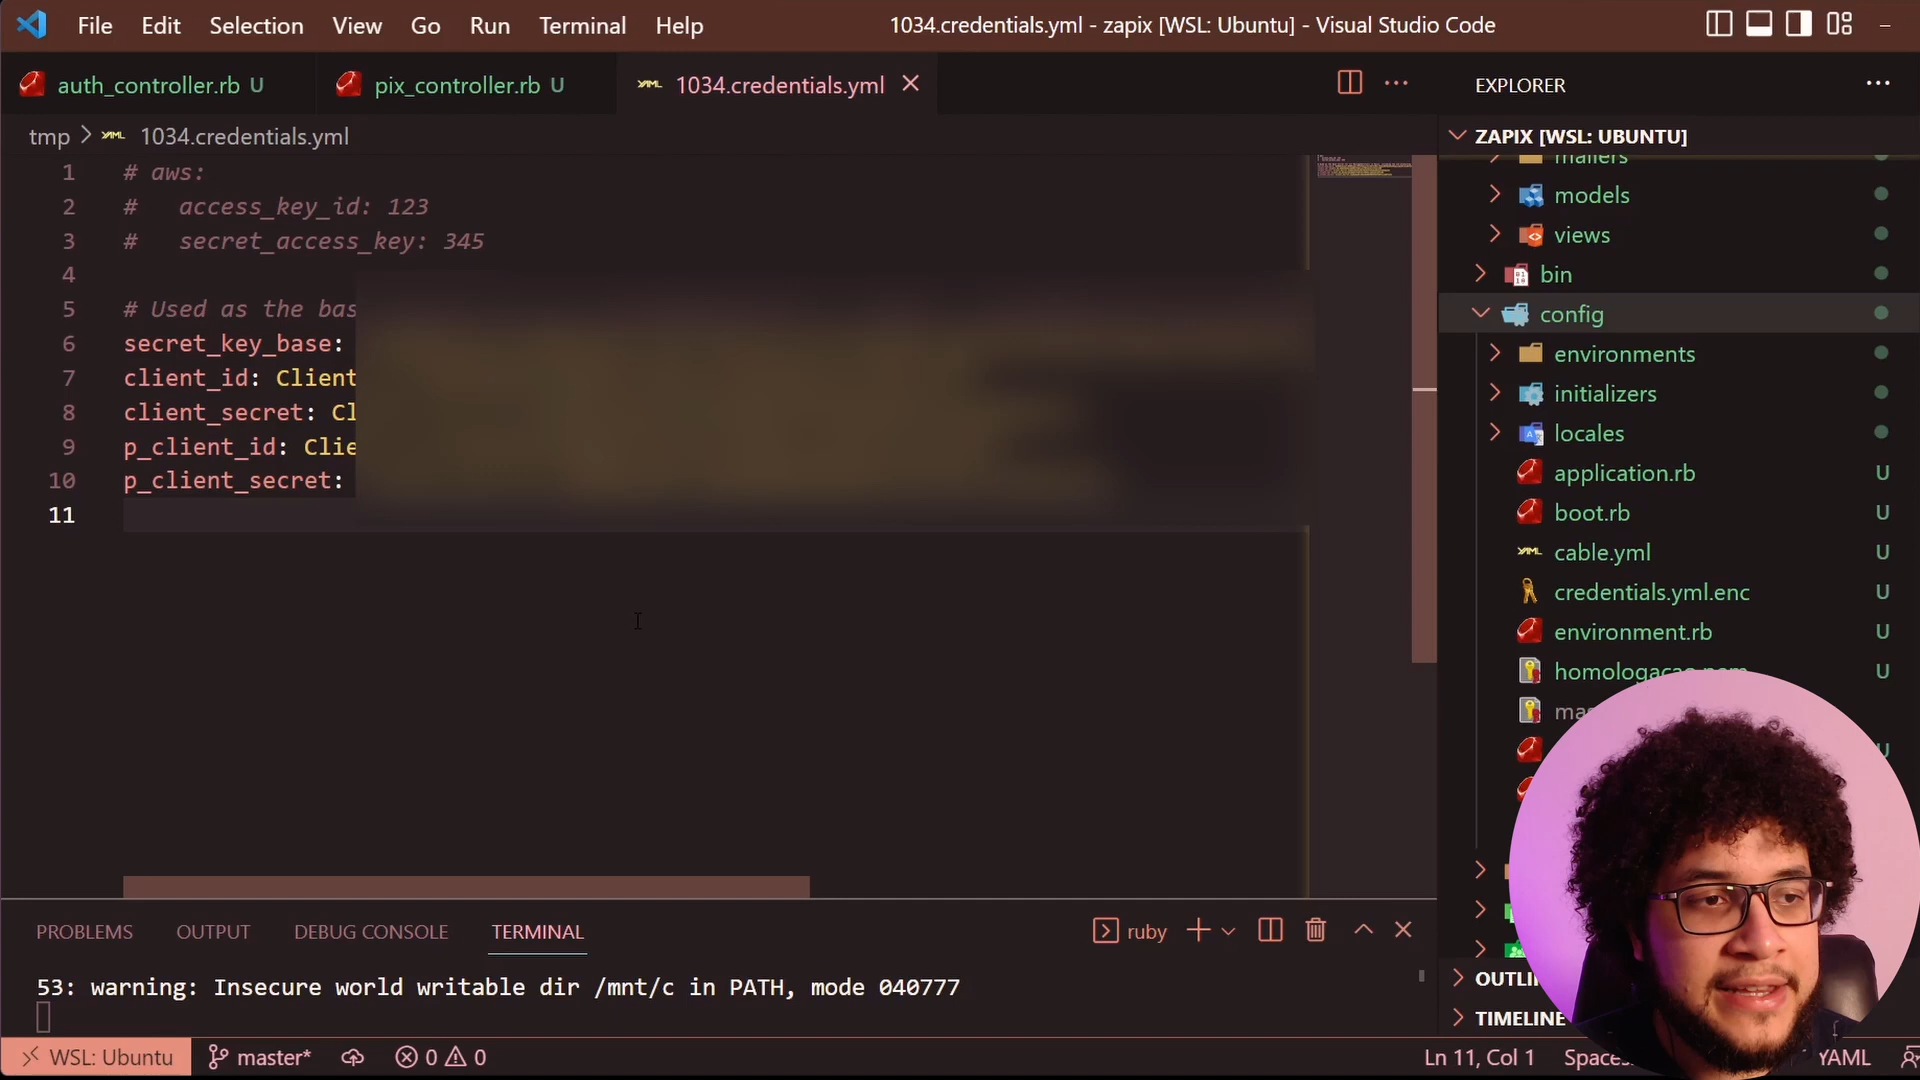 File Edit Selection View Go Run Terminal Help
1034.credentials.yml - zapix [WSL: Ubuntu] - Visual Studio Code
auth_controller.rb U
pix_controller.rb U
1034.credentials.yml
tmp > 1034.credentials.yml
1 # aws:
2 #   access_key_id: 123
3 #   secret_access_key: 345
4
5 # Used as the bas
6 secret_key_base:
7 client_id: Client
8 client_secret: Cl
9 p_client_id: Clie
10 p_client_secret:
11
EXPLORER
ZAPIX [WSL: UBUNTU]
mailers
models
views
bin
config
environments
initializers
locales
application.rb U
boot.rb U
cable.yml U
credentials.yml.enc U
environment.rb U
homologacao.pem U
OUTLI
TIMELINE
PROBLEMS OUTPUT DEBUG CONSOLE TERMINAL
ruby
53: warning: Insecure world writable dir /mnt/c in PATH, mode 040777
WSL: Ubuntu master* 0 0
Ln 11, Col 1 Spaces YAML